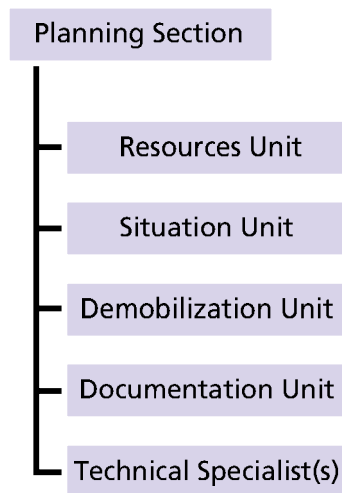 Planning Section
Resources Unit
Situation Unit
Demobilization Unit
Documentation Unit
Technical Specialist(s)